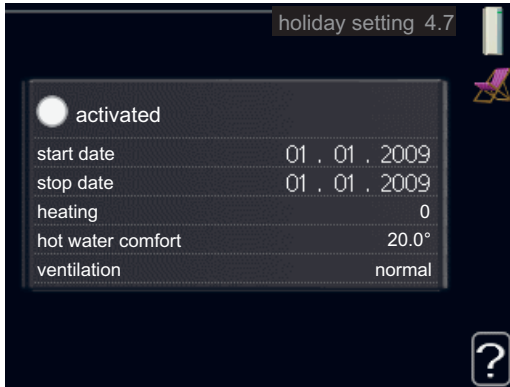 holiday setting 4.7
activated
start date 01 . 01 . 2009
stop date 01 . 01 . 2009
heating 0
hot water comfort 20.0°
ventilation normal
?